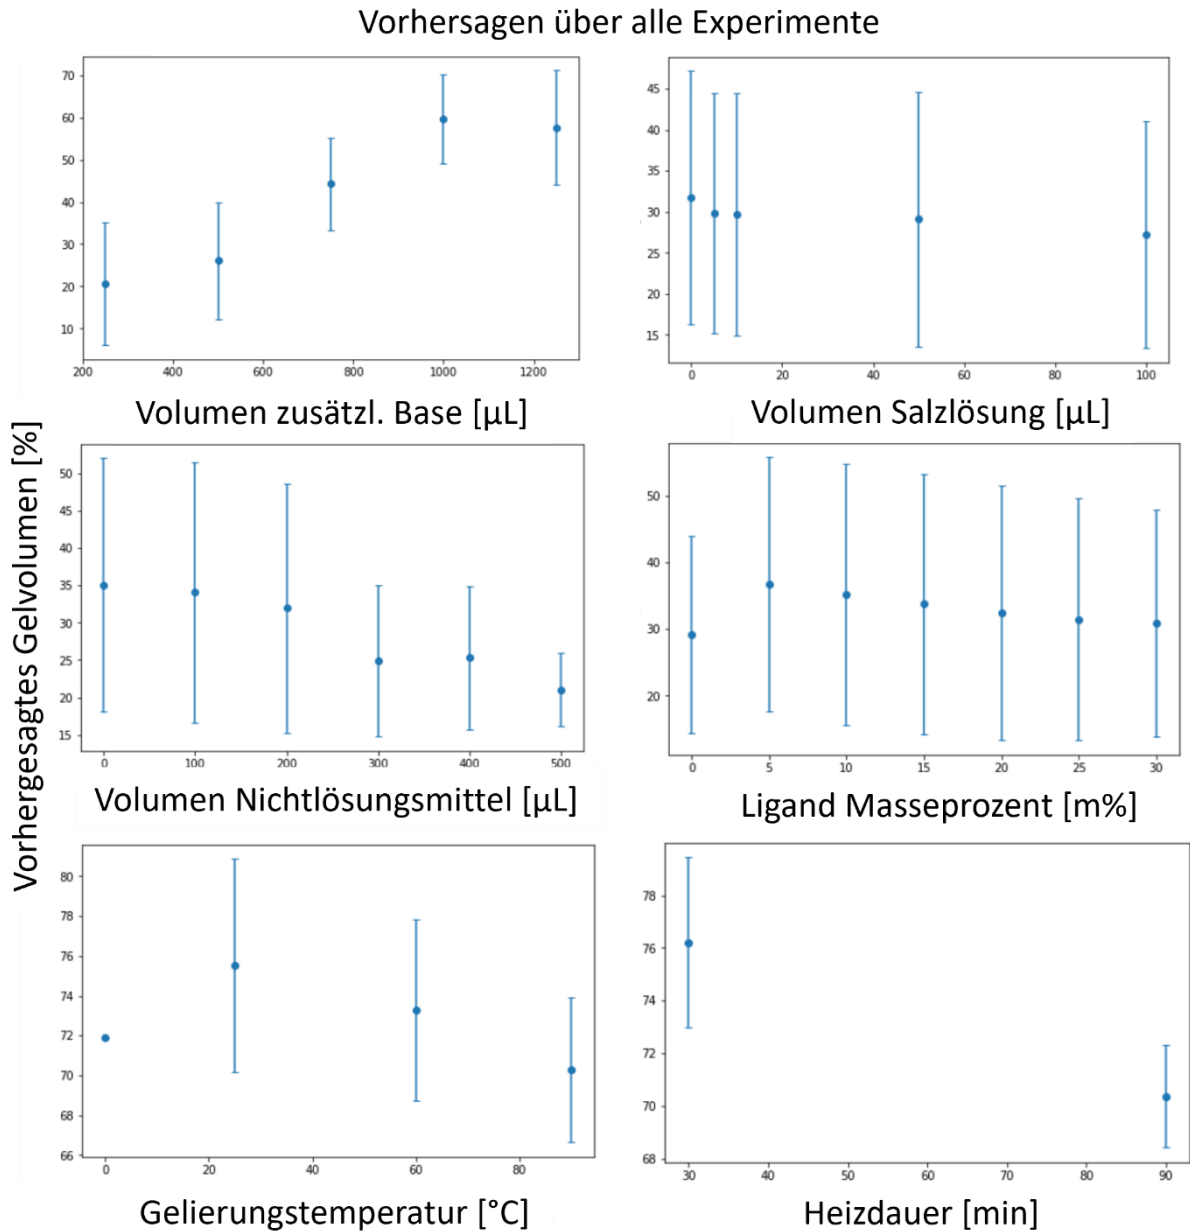 Vorhersagen über alle Experimente
Vorhergesagtes Gelvolumen [%]
70
60
50
40
30
20
10
200 400 600 800 1000 1200
Volumen zusätzl. Base [µL]
45
40
35
30
25
20
15
0 20 40 60 80 100
Volumen Salzlösung [µL]
50
45
40
35
30
25
20
15
0 100 200 300 400 500
Volumen Nichtlösungsmittel [µL]
50
40
30
20
0 5 10 15 20 25 30
Ligand Masseprozent [m%]
80
78
76
74
72
70
68
66
0 20 40 60 80
Gelierungstemperatur [°C]
78
76
74
72
70
68
30 40 50 60 70 80 90
Heizdauer [min]